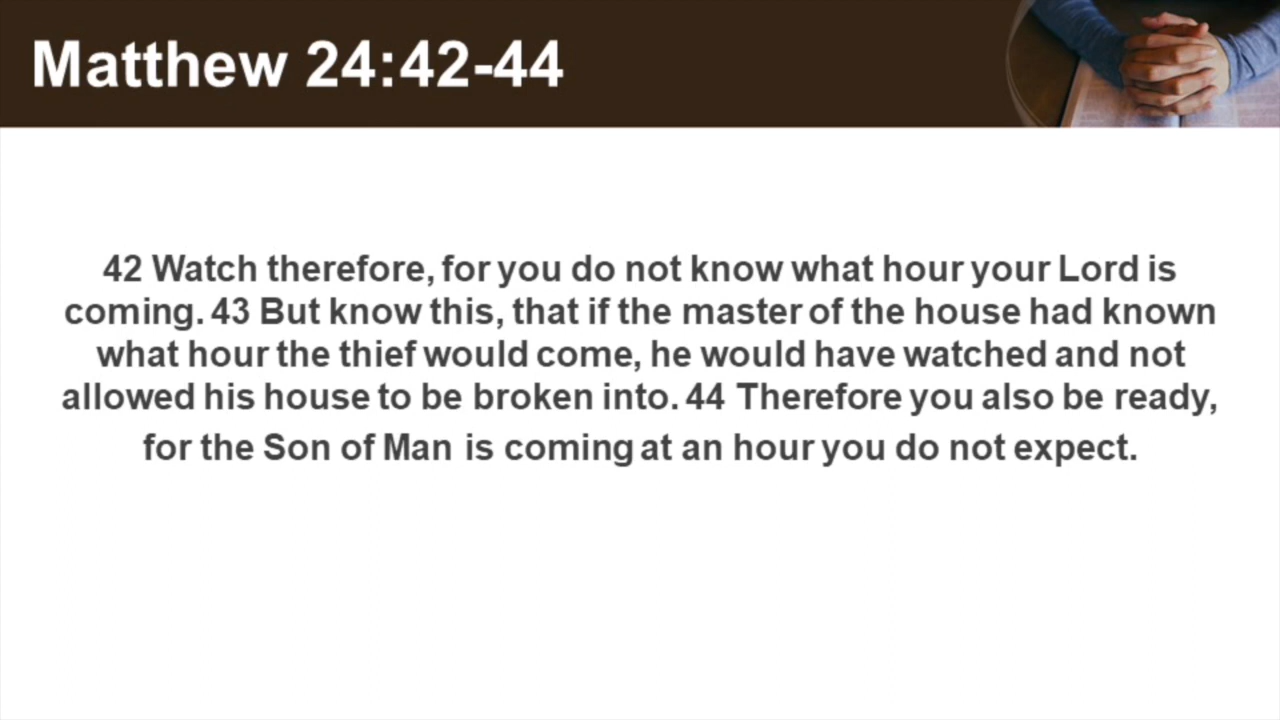 Matthew 24:42-44
42 Watch therefore, for you do not know what hour your Lord is
coming. 43 But know this, that if the master of the house had known
what hour the thief would come, he would have watched and not
allowed his house to be broken into. 44 Therefore you also be ready,
for the Son of Man is coming at an hour you do not expect.